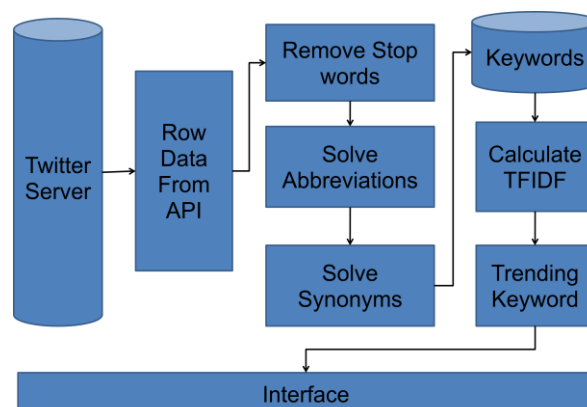 Twitter
Server
Row
Data
From
API
Remove Stop
words
Solve
Abbreviations
Solve
Synonyms
Keywords
Calculate
TFIDF
Trending
Keyword
Interface